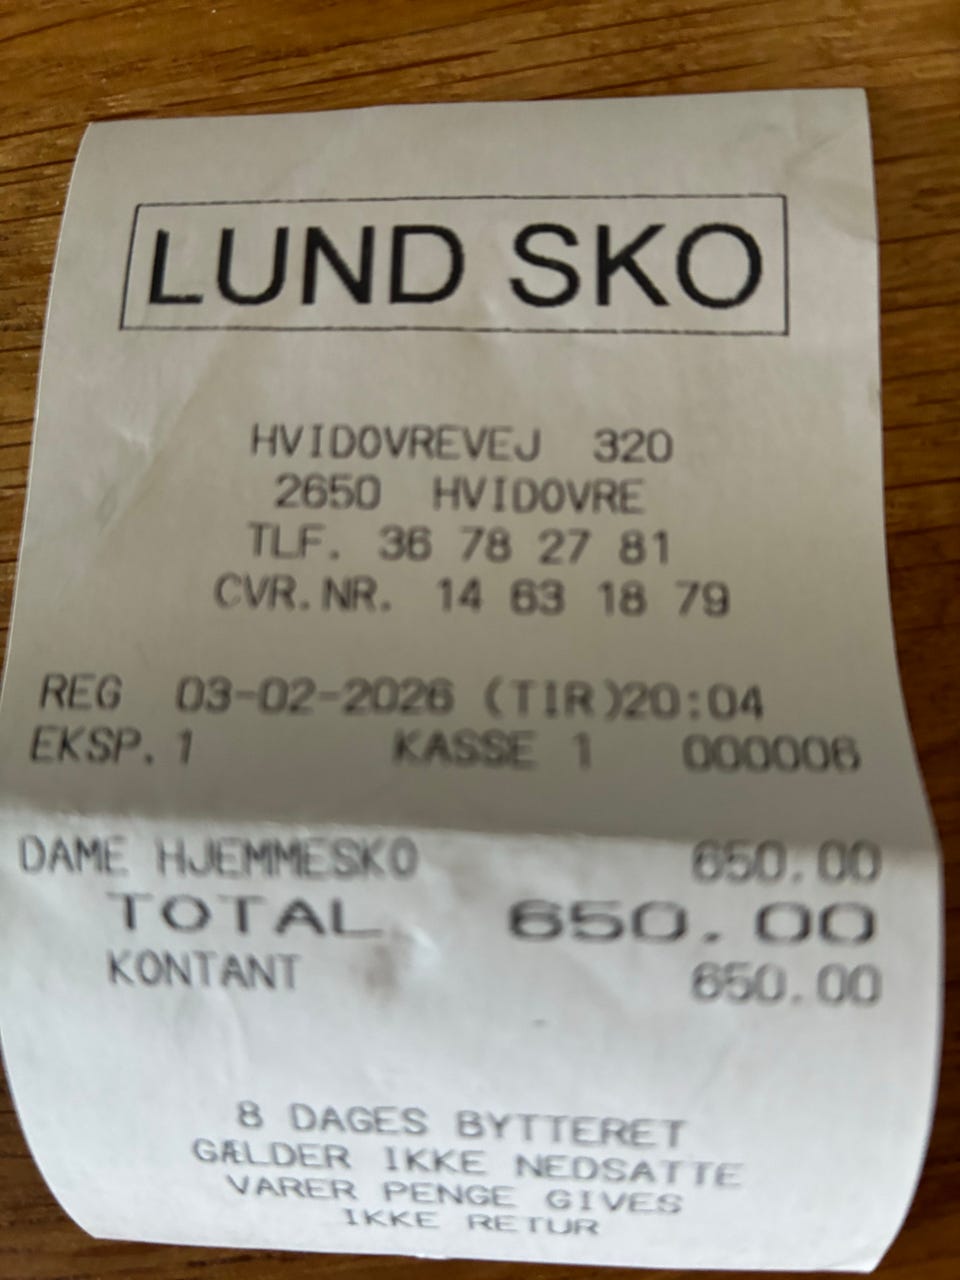 LUND SKO
HVIDOVREVEJ 320
2650 HVIDOVRE
TLF. 36 78 27 81
CVR.NR. 14 63 18 79
REG 03-02-2026 (TIR)20:04
EKSP.1 KASSE 1 000006
DAME HJEMMESKO 650.00
TOTAL 650.00
KONTANT 650.00
8 DAGES BYTTERET
GÆLDER IKKE NEDSATTE
VARER PENGE GIVES
IKKE RETUR